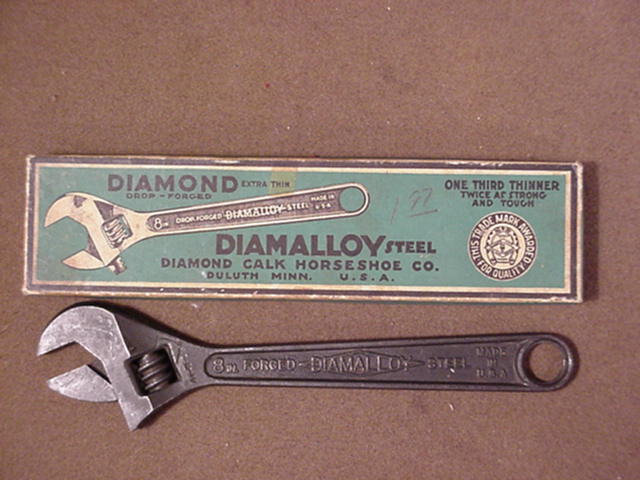 DIAMOND EXTRA THIN
DROP-FORGED
8 IN DROP FORGED DIAMALLOY STEEL MADE IN U.S.A.
ONE THIRD THINNER
TWICE AS STRONG
AND TOUGH
DIAMALLOY STEEL
DIAMOND CALK HORSESHOE CO.
DULUTH MINN. U.S.A.
THIS TRADE MARK AWARDED
FOR QUALITY
8 IN FORGED DIAMALLOY STEEL MADE IN U.S.A